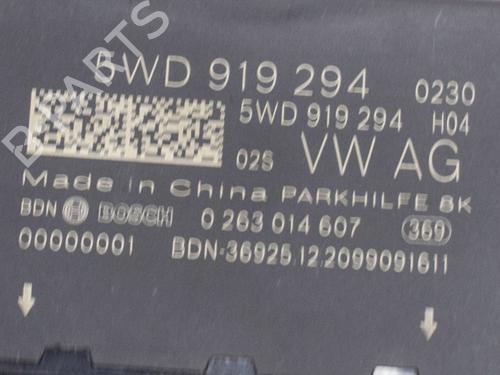 5WD 919 294 0230
5WD 919 294 H04
02S VW AG
Made in China PARKHILFE 8K
BDN BOSCH 0 263 014 607 369
00000001 BDN-36925.12.2099091611
B PARTS